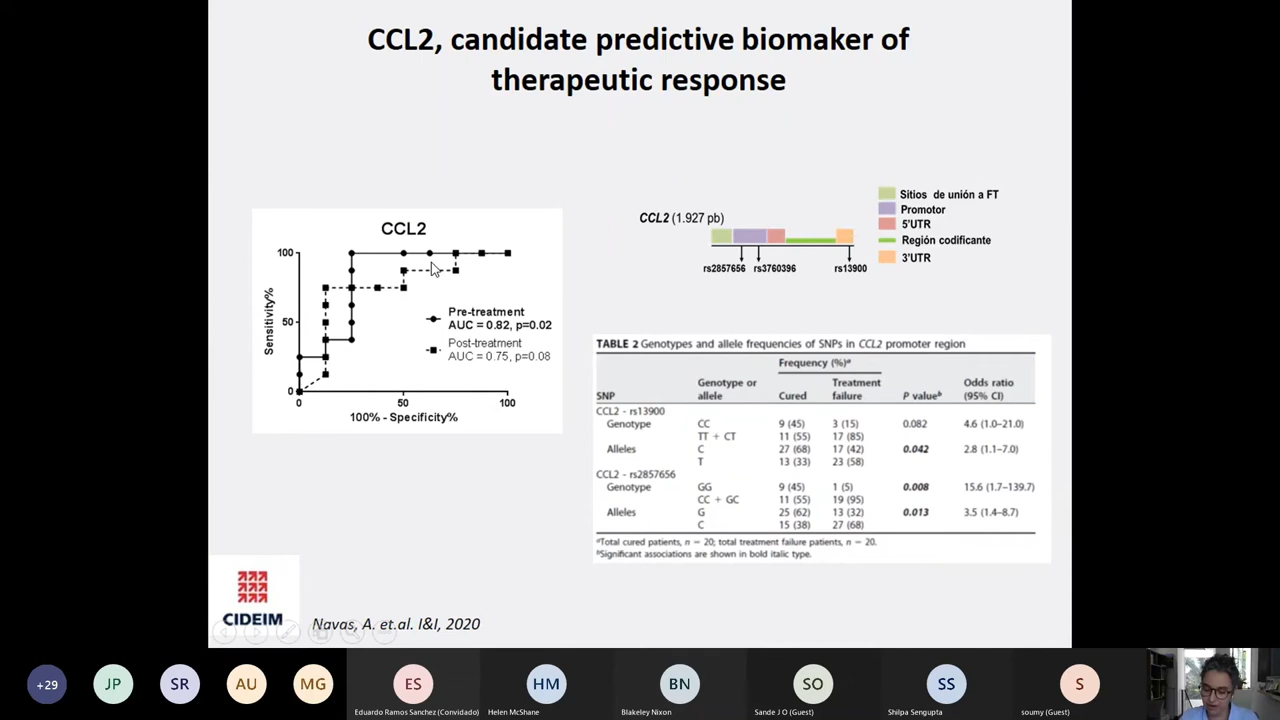 CCL2, candidate predictive biomaker of
therapeutic response
CCL2
100
50
0
Sensitivity%
0
50
100
100% - Specificity%
Pre-treatment
AUC = 0.82, p=0.02
Post-treatment
AUC = 0.75, p=0.08
CCL2 (1.927 pb)
rs2857656
rs3760396
rs13900
Sitios de unión a FT
Promotor
5'UTR
Región codificante
3'UTR
TABLE 2 Genotypes and allele frequencies of SNPs in CCL2 promoter region
Frequency (%)ᵃ
Genotype or Treatment Odds ratio
SNP allele Cured failure P valueᵇ (95% CI)
CCL2 - rs13900
Genotype CC 9 (45) 3 (15) 0.082 4.6 (1.0–21.0)
TT + CT 11 (55) 17 (85)
Alleles C 27 (68) 17 (42) 0.042 2.8 (1.1–7.0)
T 13 (33) 23 (58)
CCL2 - rs2857656
Genotype GG 9 (45) 1 (5) 0.008 15.6 (1.7–139.7)
CC + GC 11 (55) 19 (95)
Alleles G 25 (62) 13 (32) 0.013 3.5 (1.4–8.7)
C 15 (38) 27 (68)
ᵃTotal cured patients, n = 20; total treatment failure patients, n = 20.
ᵇSignificant associations are shown in bold italic type.
CIDEIM
Navas, A. et.al. I&I, 2020
+29 JP SR AU MG ES HM BN SO SS S
Eduardo Ramos Sanchez (Convidado) Helen McShane Blakeley Nixon Sande J O (Guest) Shilpa Sengupta soumy (Guest)